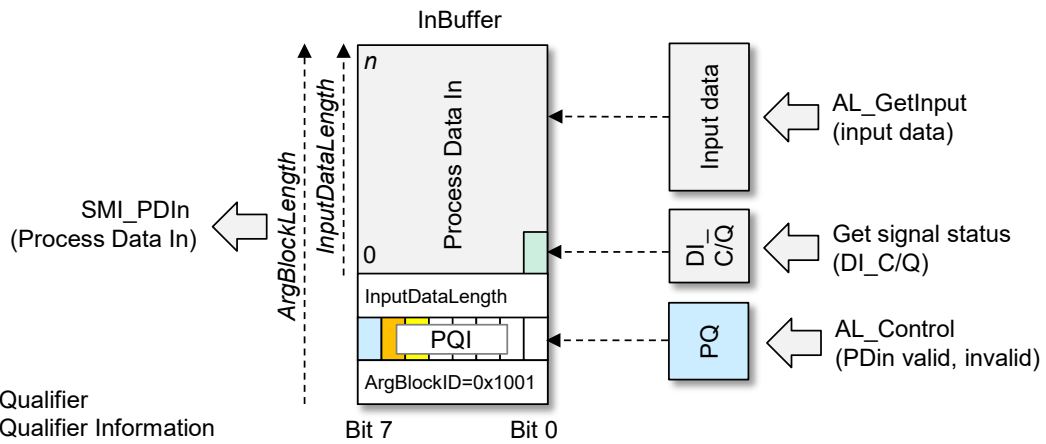 InBuffer
n
Process Data In
0
InputDataLength
PQI
ArgBlockID=0x1001
Bit 7
Bit 0
ArgBlockLength
InputDataLength
SMI_PDIn
(Process Data In)
Input data
AL_GetInput
(input data)
DI_
C/Q
Get signal status
(DI_C/Q)
PQ
AL_Control
(PDin valid, invalid)
Qualifier
Qualifier Information